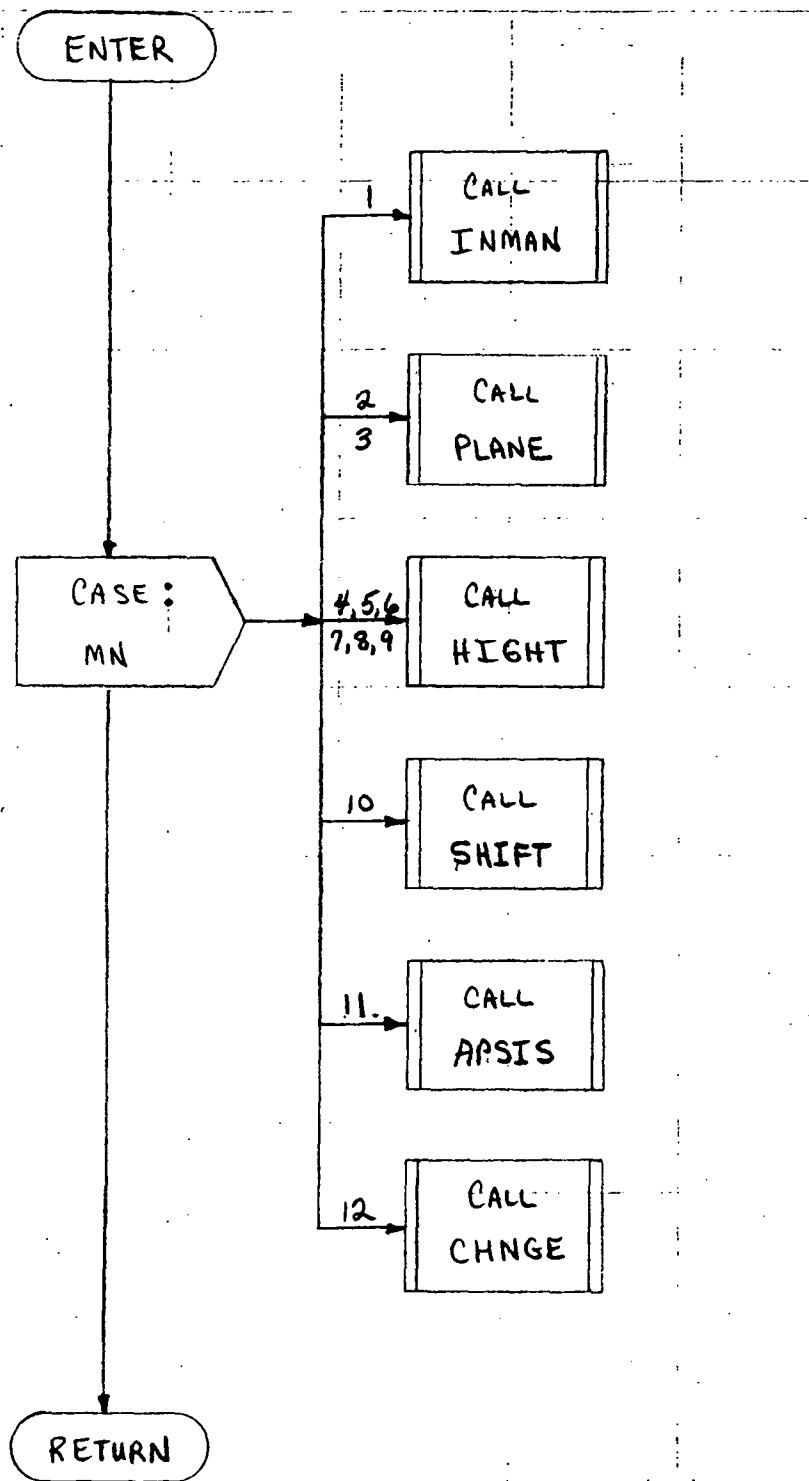 ENTER
1
CALL
INMAN
2
3
CALL
PLANE
CASE :
MN
4,5,6
7,8,9
CALL
HIGHT
10
CALL
SHIFT
11.
CALL
APSIS
12
CALL
CHNGE
RETURN